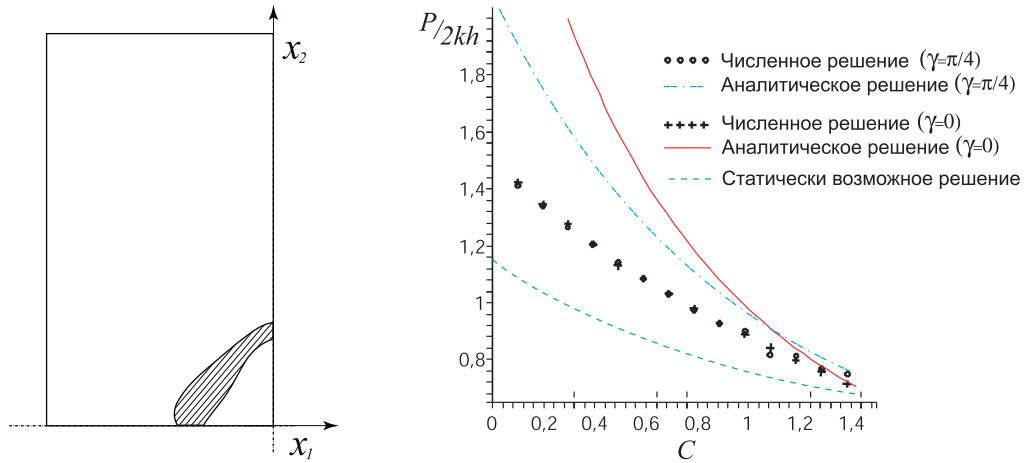 x₂
x₁
P/2kh
1,8
1,6
1,4
1,2
1
0,8
0
0,2
0,4
0,6
0,8
1
1,2
1,4
C
Численное решение (γ=π/4)
Аналитическое решение (γ=π/4)
Численное решение (γ=0)
Аналитическое решение (γ=0)
Статически возможное решение